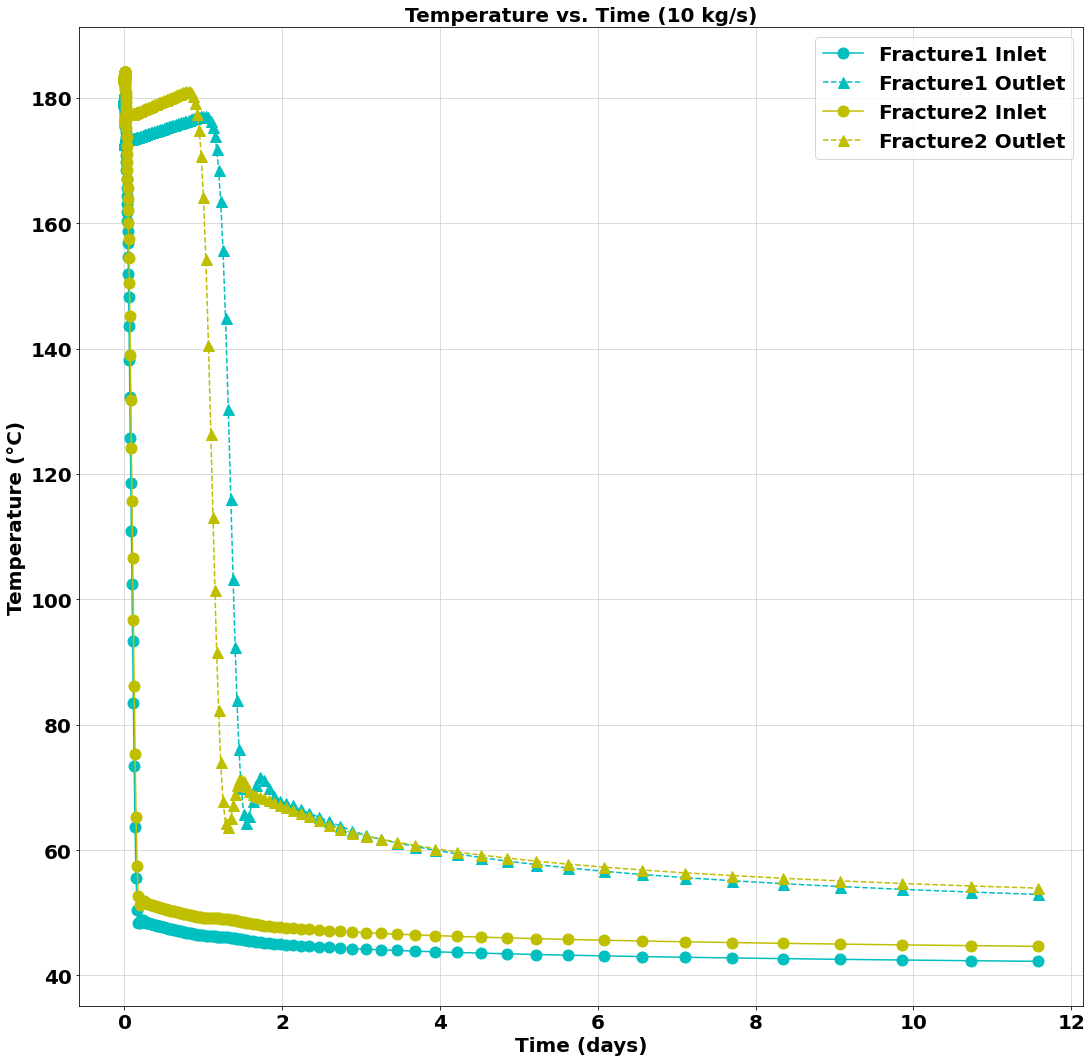 Temperature vs. Time (10 kg/s)
Fracture1 Inlet
Fracture1 Outlet
Fracture2 Inlet
Fracture2 Outlet
Temperature (°C)
180
160
140
120
100
80
60
40
0 2 4 6 8 10 12
Time (days)